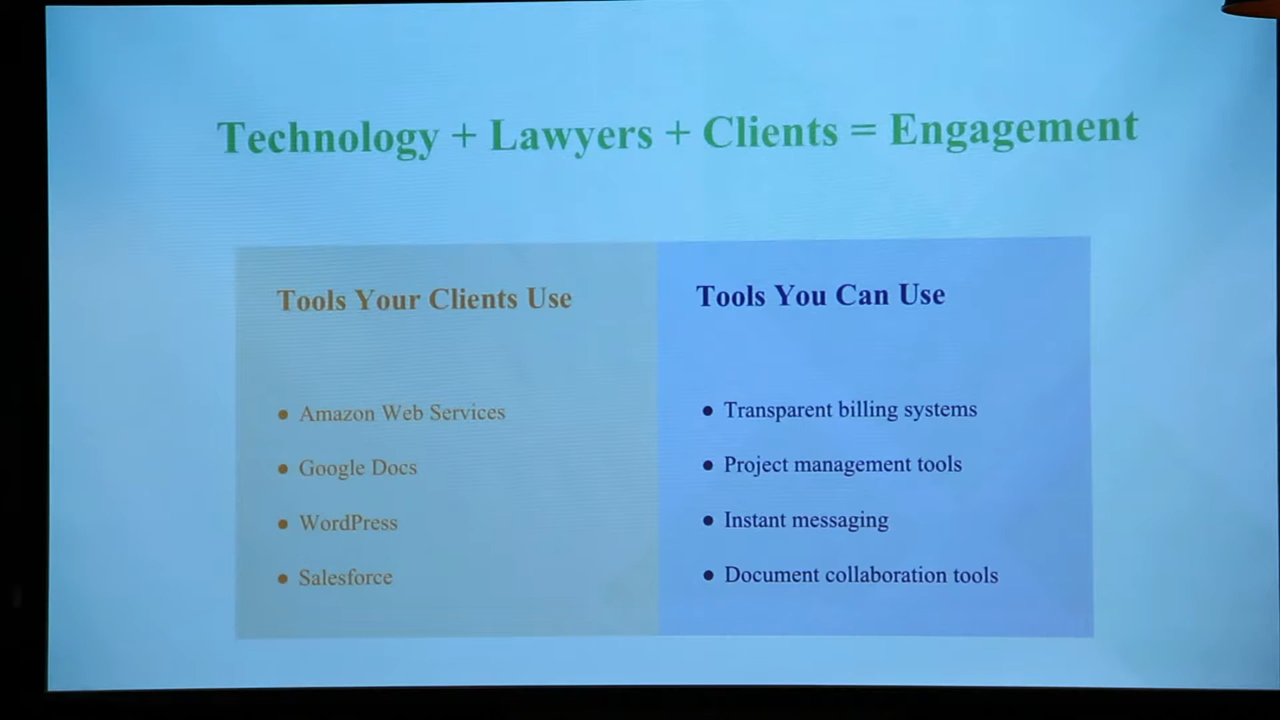 Technology + Lawyers + Clients = Engagement
Tools Your Clients Use
● Amazon Web Services
● Google Docs
● WordPress
● Salesforce
Tools You Can Use
● Transparent billing systems
● Project management tools
● Instant messaging
● Document collaboration tools